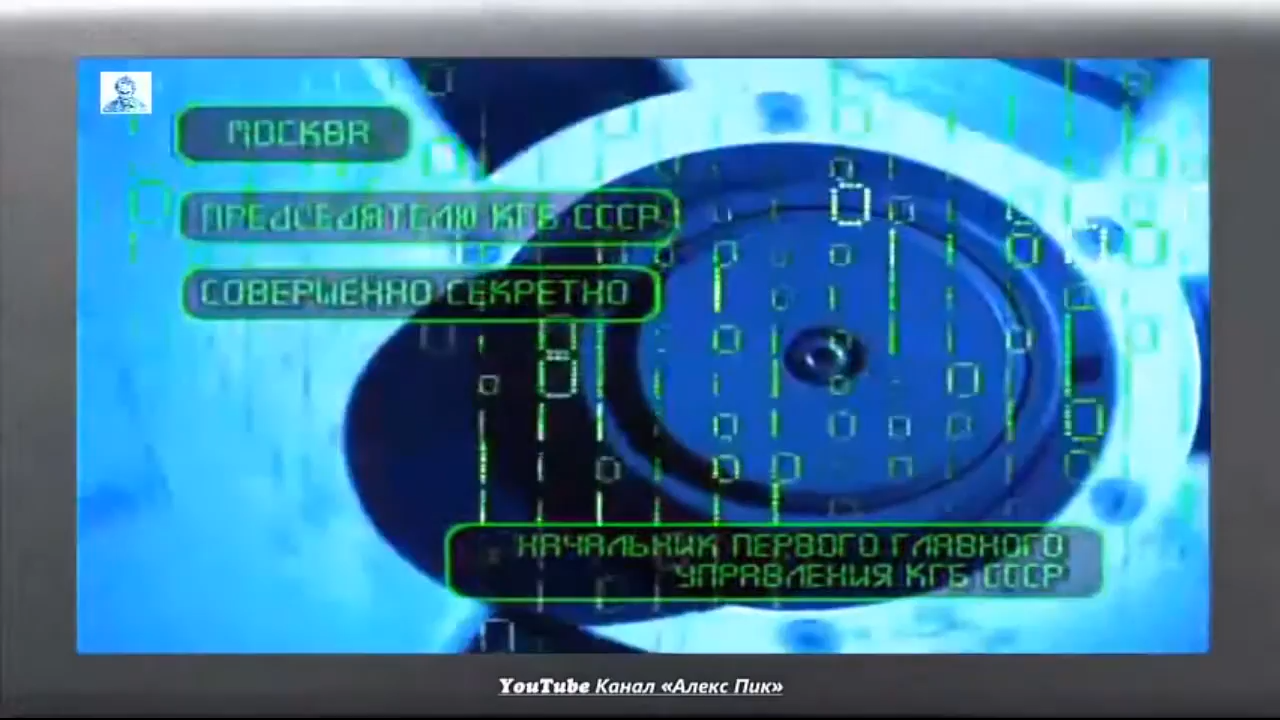 МОСКВА
ПРЕДСЕДАТЕЛЮ КГБ СССР
СОВЕРШЕННО СЕКРЕТНО
НАЧАЛЬНИК ПЕРВОГО ГЛАВНОГО
УПРАВЛЕНИЯ КГБ СССР
YouTube Канал «Алекс Пик»